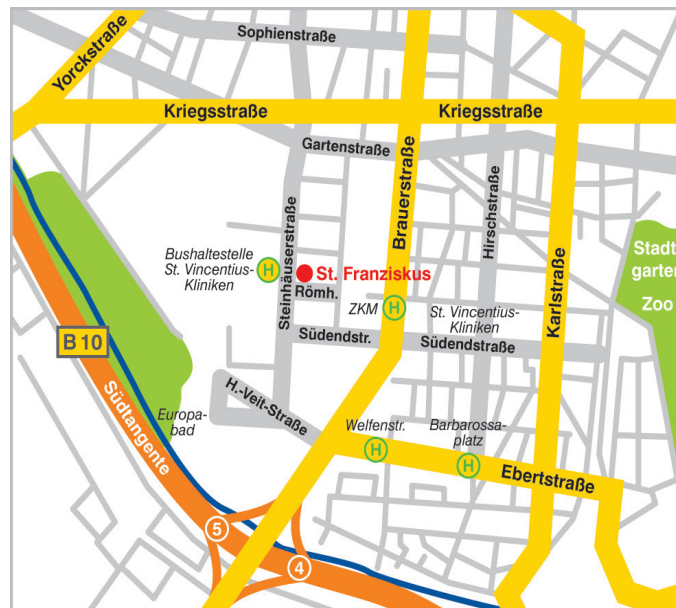 Sophienstraße
Yorckstraße
Kriegsstraße
Kriegsstraße
Gartenstraße
Brauerstraße
Hirschstraße
Steinhäuserstraße
Bushaltestelle
St. Vincentius-
Kliniken
H
St. Franziskus
Römh.
Stadt
garten
Zoo
Karlstraße
ZKM
H
St. Vincentius-
Kliniken
Südendstr.
Südendstraße
B 10
Südtangente
Europa-
bad
H.-Veit-Straße
Welfenstr.
H
Barbarossa-
platz
H
Ebertstraße
5
4